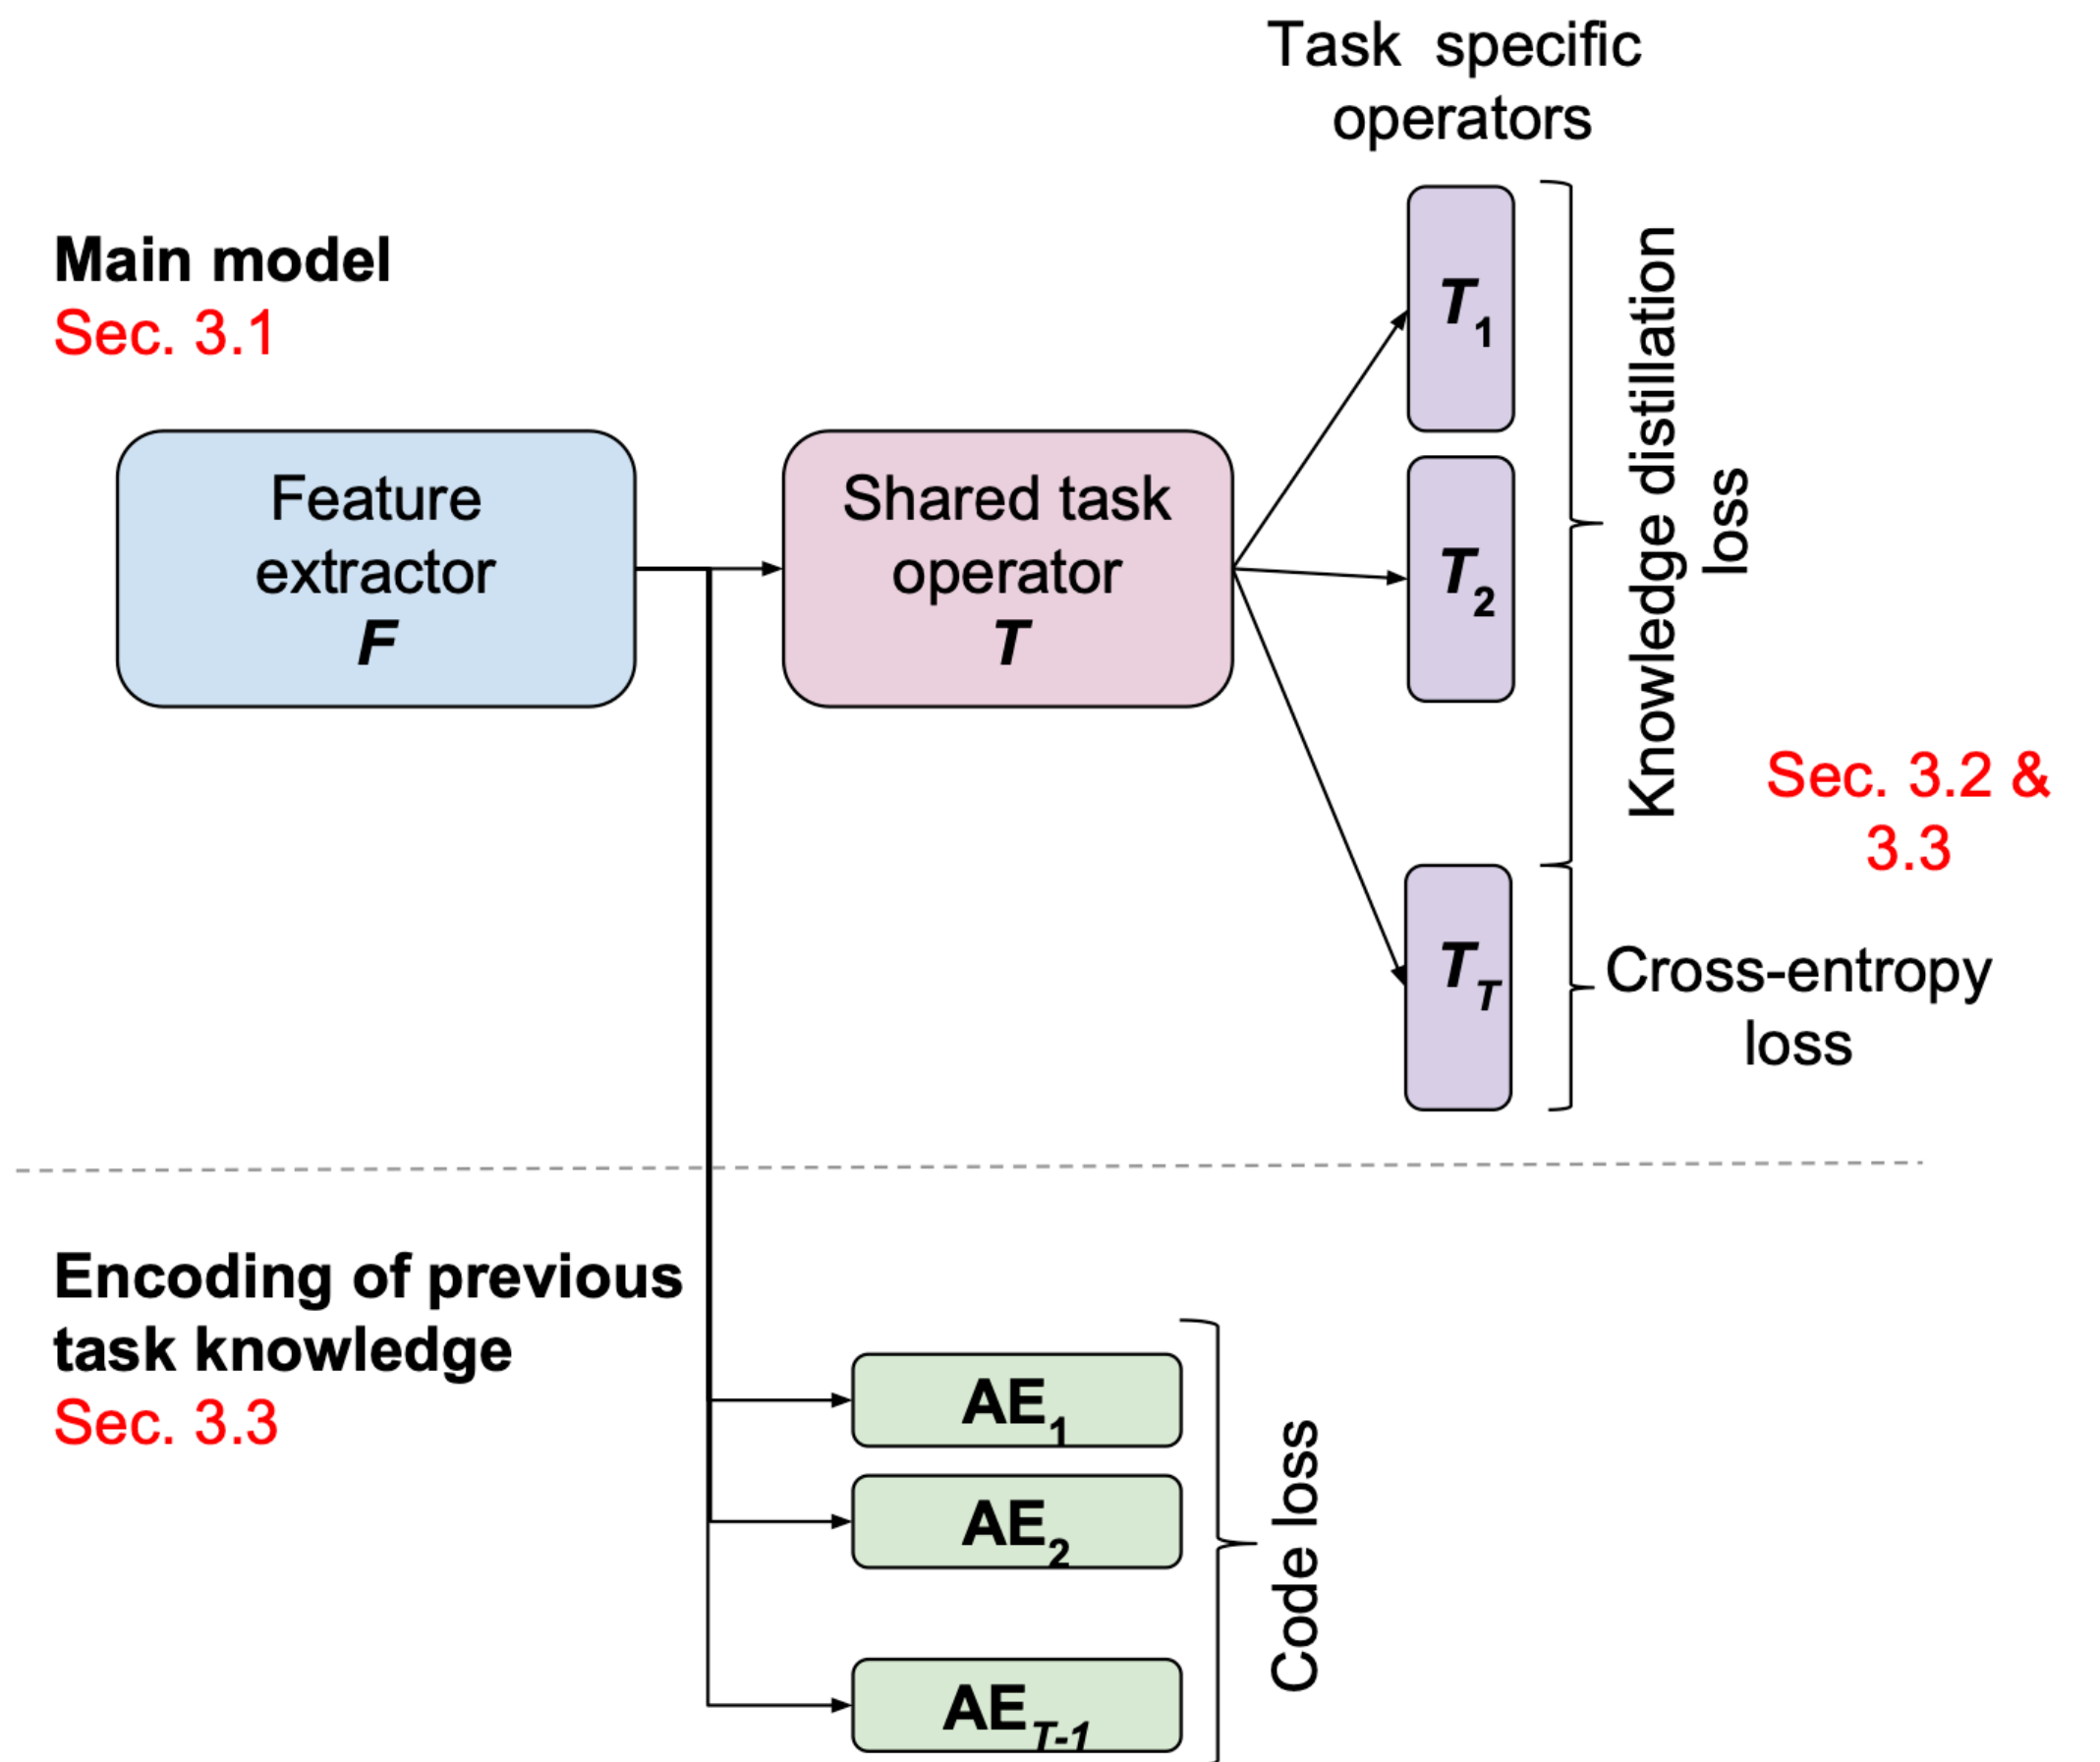 Task specific
operators
Main model
Sec. 3.1
Feature
extractor
F
Shared task
operator
T
T1
T2
TT
Knowledge distillation
loss
Sec. 3.2 &
3.3
Cross-entropy
loss
Encoding of previous
task knowledge
Sec. 3.3
AE1
AE2
AET-1
Code loss